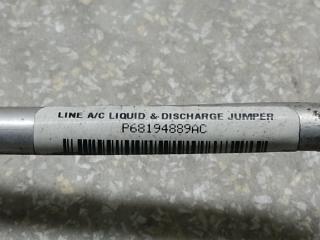 LINE A/C LIQUID & DISCHARGE JUMPER
P68194889AC